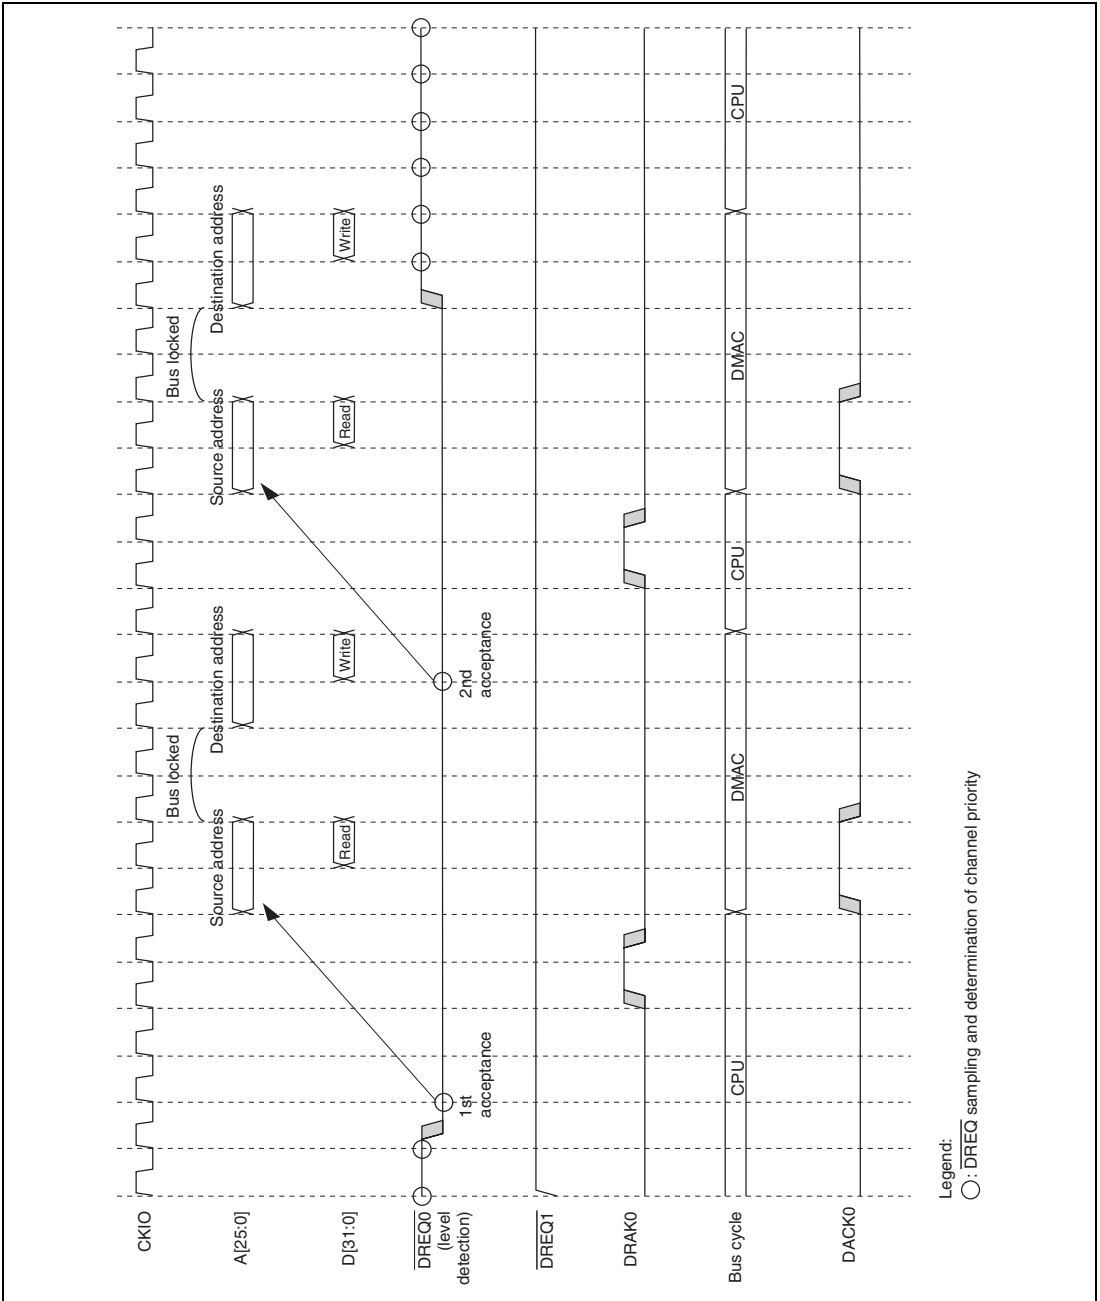 CKIO
Bus locked
Bus locked
A[25:0]
Source address
Destination address
Source address
Destination address
D[31:0]
Read
Write
Read
Write
DREQ0
(level
detection)
1st
acceptance
2nd
acceptance
DREQ1
DRAK0
Bus cycle
CPU
DMAC
CPU
DMAC
CPU
DACK0
Legend:
: DREQ sampling and determination of channel priority